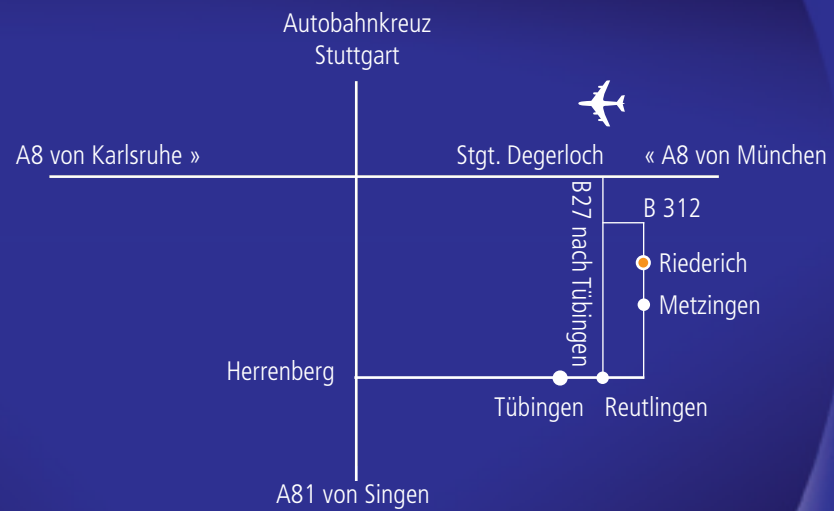 Autobahnkreuz
Stuttgart
A8 von Karlsruhe »
Stgt. Degerloch
« A8 von München
B 312
B27 nach Tübingen
Riederich
Metzingen
Herrenberg
Tübingen
Reutlingen
A81 von Singen